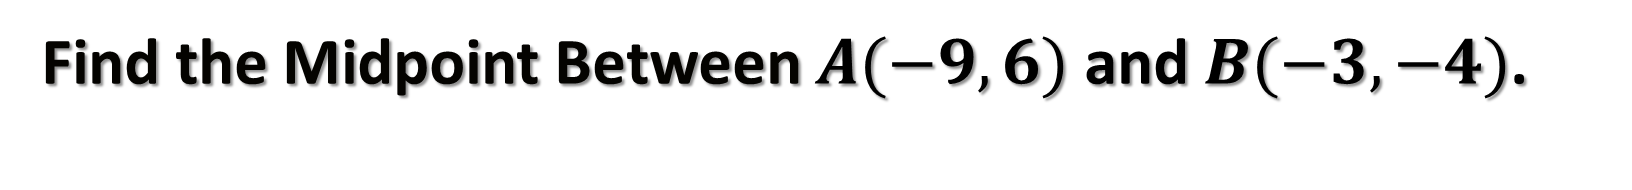 Find the Midpoint Between A(−9, 6) and B(−3, −4).